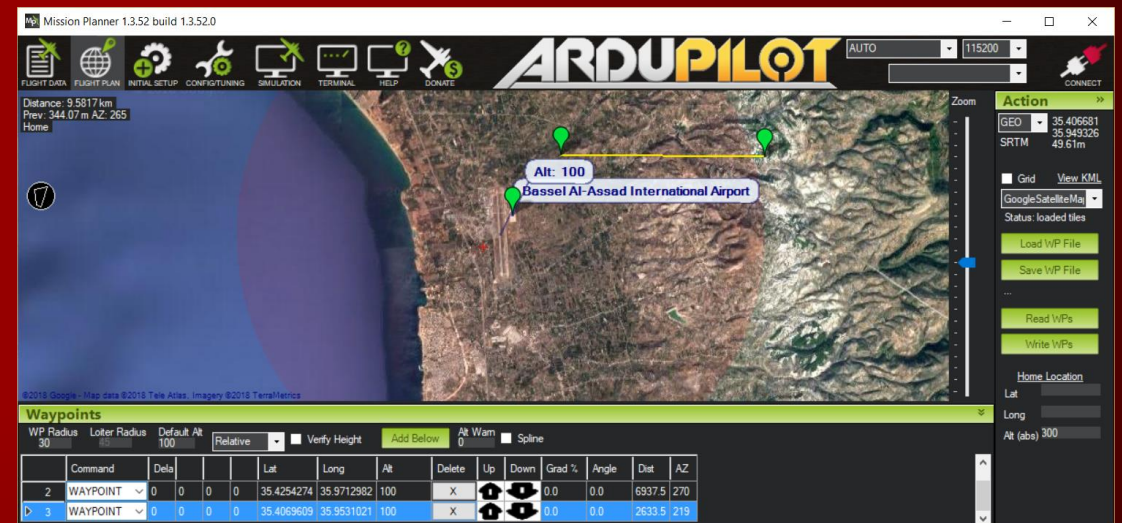 Mission Planner 1.3.52 build 1.3.52.0
FLIGHT DATA FLIGHT PLAN INITIAL SETUP CONFIG/TUNING SIMULATION TERMINAL HELP DONATE
ARDUPILOT
AUTO 115200
CONNECT
Distance: 9.5817 km
Prev: 344.07 m AZ: 265
Home
Alt: 100
Bassel Al-Assad International Airport
©2018 Google - Map data ©2018 Tele Atlas, Imagery ©2018 TerraMetrics
Zoom
Action »
GEO 35.406681
35.949326
SRTM 49.61m
Grid View KML
GoogleSatelliteMap
Status: loaded tiles
Load WP File
Save WP File
...
Read WPs
Write WPs
Home Location
Lat
Long
Alt (abs) 300
Waypoints
WP Radius Loiter Radius Default Alt Alt Warn
30 45 100 Relative Verify Height Add Below 0 Spline
Command Dela Lat Long Alt Delete Up Down Grad % Angle Dist AZ
2 WAYPOINT 0 0 0 0 35.4254274 35.9712982 100 X 0.0 0.0 6937.5 270
3 WAYPOINT 0 0 0 0 35.4069609 35.9531021 100 X 0.0 0.0 2633.5 219